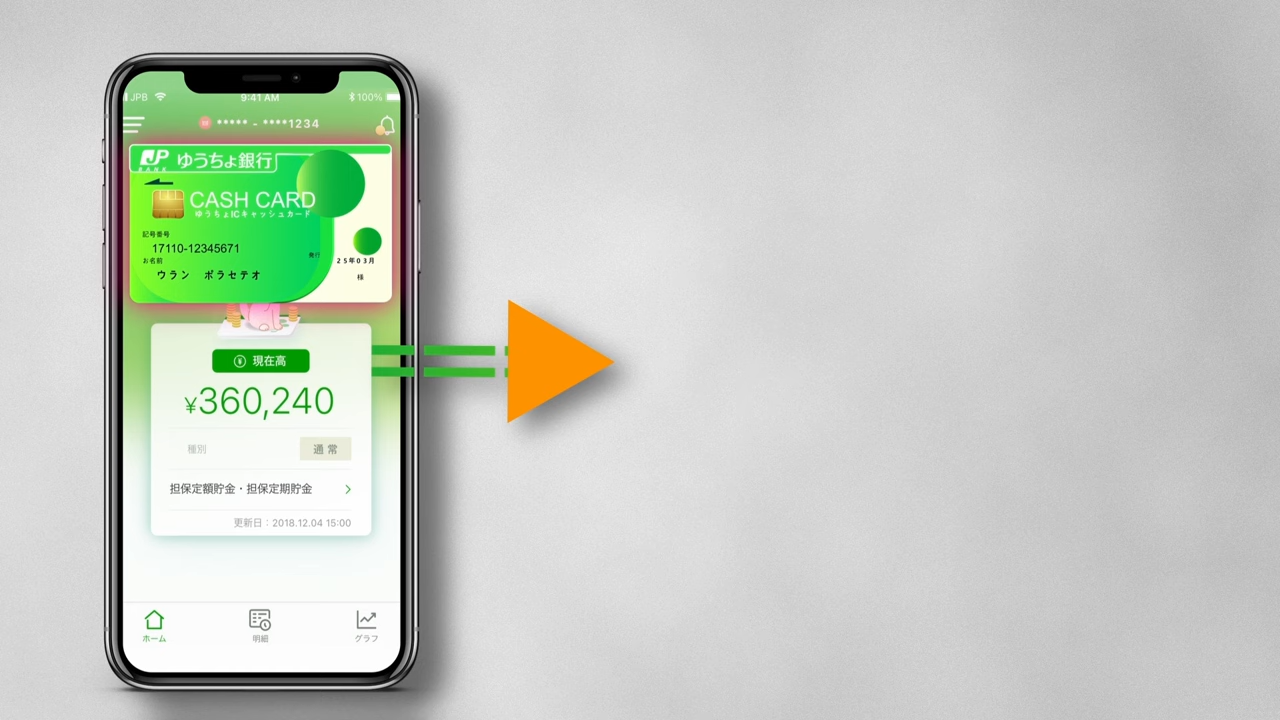 JPB 9:41 AM 100%
***** - ****1234
JP BANK ゆうちょ銀行
CASH CARD
ゆうちょICキャッシュカード
記号番号
17110-12345671
お名前 発行 25年03月
ウラン ポラセテオ 様
¥ 現在高
¥360,240
種別 通常
担保定額貯金・担保定期貯金 >
更新日：2018.12.04 15:00
ホーム 明細 グラフ